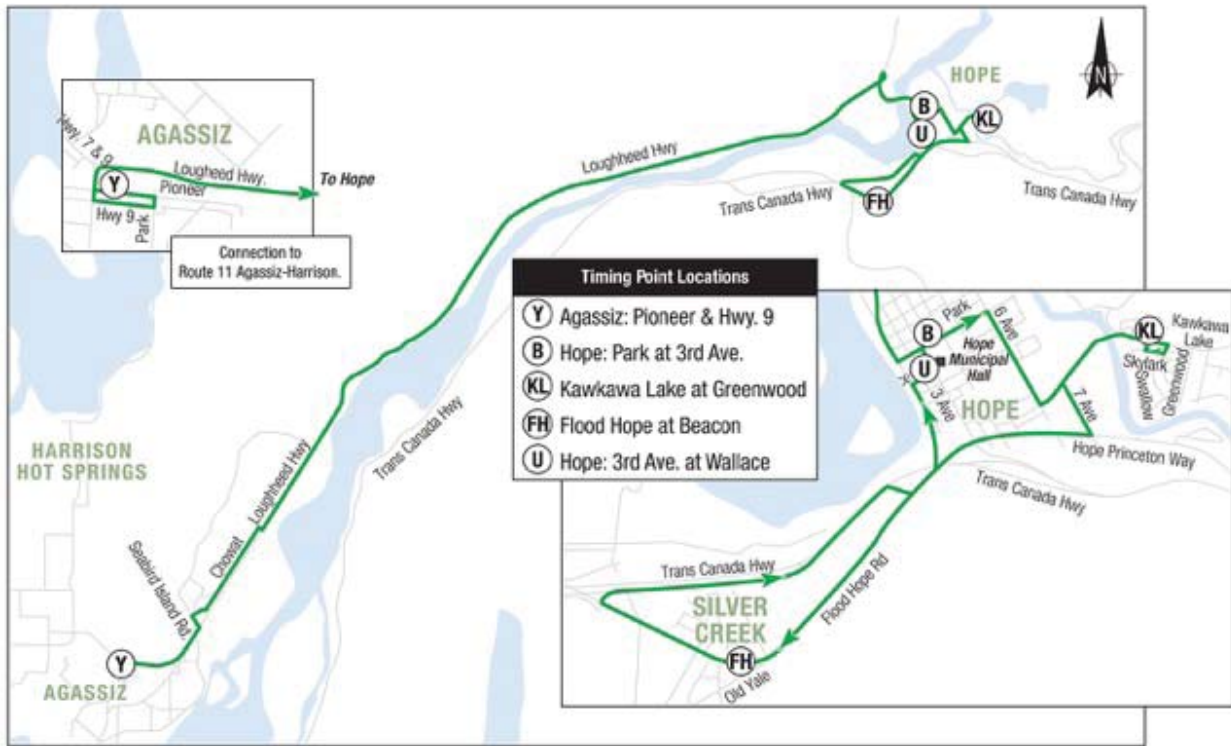 HOPE
N
B
KL
U
FH
Hwy. 7 & 9
AGASSIZ
Y
Lougheed Hwy.
Pioneer
To Hope
Hwy 9
Park
Connection to
Route 11 Agassiz-Harrison.
Loughheed Hwy
Trans Canada Hwy
Trans Canada Hwy
Timing Point Locations
Y Agassiz: Pioneer & Hwy. 9
B Hope: Park at 3rd Ave.
KL Kawkawa Lake at Greenwood
FH Flood Hope at Beacon
U Hope: 3rd Ave. at Wallace
HARRISON
HOT SPRINGS
Trans Canada Hwy
Loughheed Hwy
Chowat
Seabird Island Rd.
Y
AGASSIZ
B
Park
6 Ave
Hope
Municipal
Hall
U
3 Ave
HOPE
7 Ave
KL
Kawkawa
Lake
Skylark
Swallow
Greenwood
Hope Princeton Way
Trans Canada Hwy
Trans Canada Hwy
Flood Hope Rd
SILVER
CREEK
FH
Old Yale